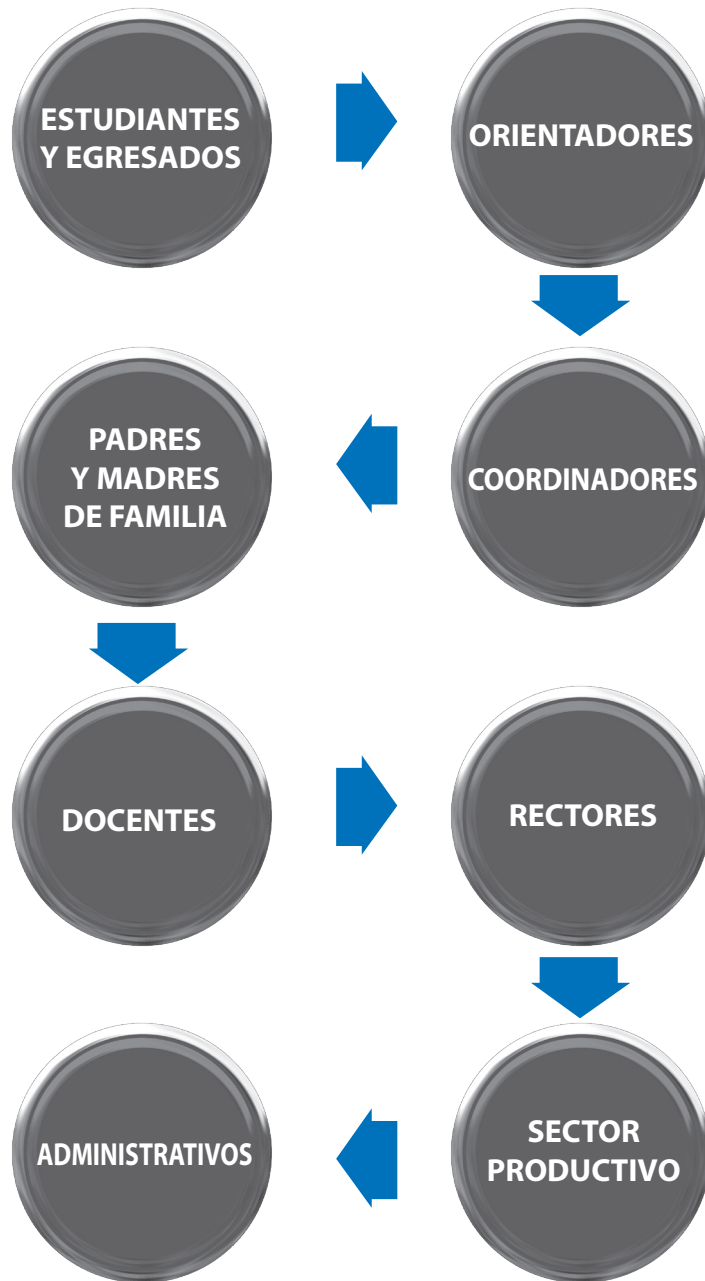 ESTUDIANTES
Y EGRESADOS
ORIENTADORES
COORDINADORES
PADRES
Y MADRES
DE FAMILIA
DOCENTES
RECTORES
SECTOR
PRODUCTIVO
ADMINISTRATIVOS